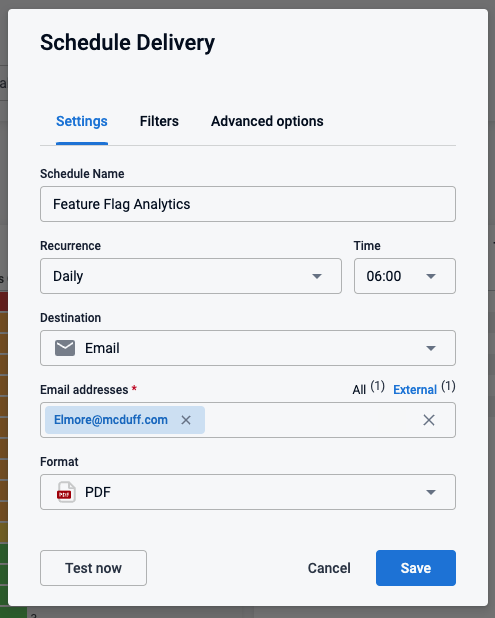 Schedule Delivery
Settings Filters Advanced options
Schedule Name
Feature Flag Analytics
Recurrence Time
Daily 06:00
Destination
Email
Email addresses * All (1) External (1)
Elmore@mcduff.com
Format
PDF PDF
Test now Cancel Save